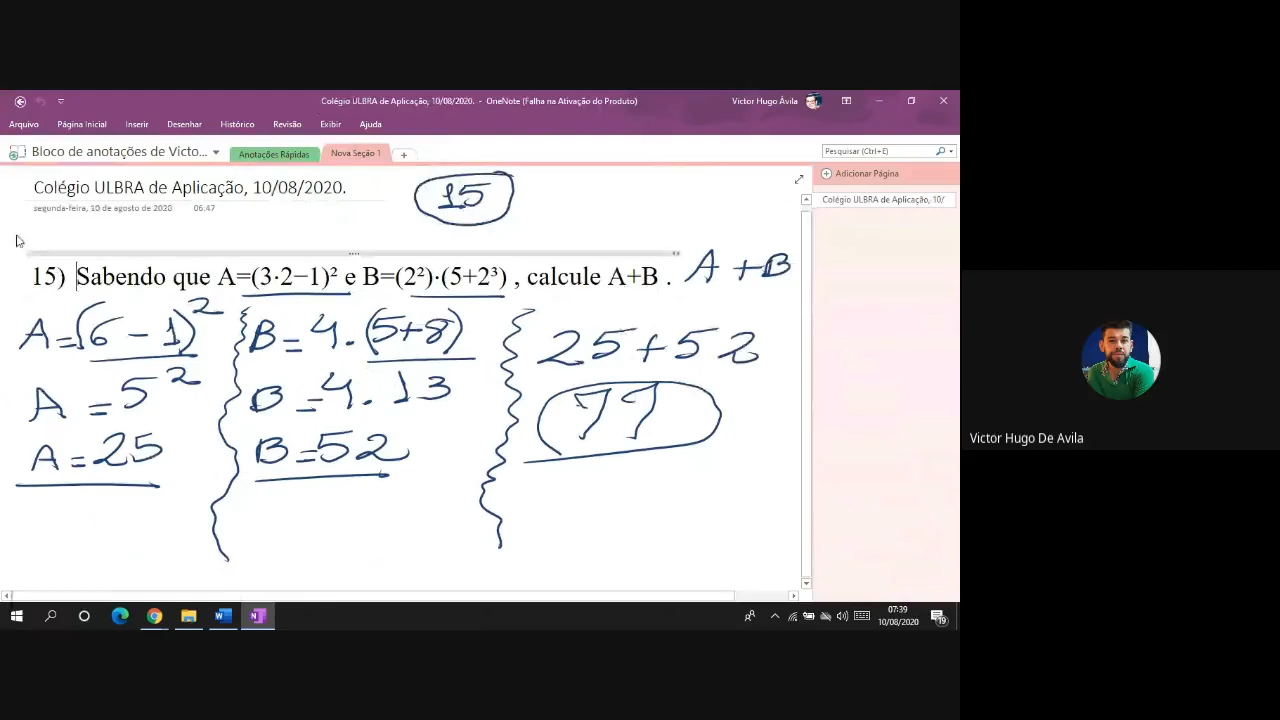 Colégio ULBRA de Aplicação, 10/08/2020. - OneNote (Falha na Ativação do Produto)
Victor Hugo Ávila
Arquivo Página Inicial Inserir Desenhar Histórico Revisão Exibir Ajuda
Bloco de anotações de Victo...
Anotações Rápidas
Nova Seção 1
+
Pesquisar (Ctrl+E)
Adicionar Página
Colégio ULBRA de Aplicação, 10/
Colégio ULBRA de Aplicação, 10/08/2020.
segunda-feira, 10 de agosto de 2020 06:47
15
15) Sabendo que A=(3·2−1)² e B=(2²)·(5+2³) , calcule A+B .
A+B
A=(6-1)²
A=5²
A=25
B=4.(5+8)
B=4.13
B=52
25+52
77
Victor Hugo De Avila
07:39
10/08/2020
19